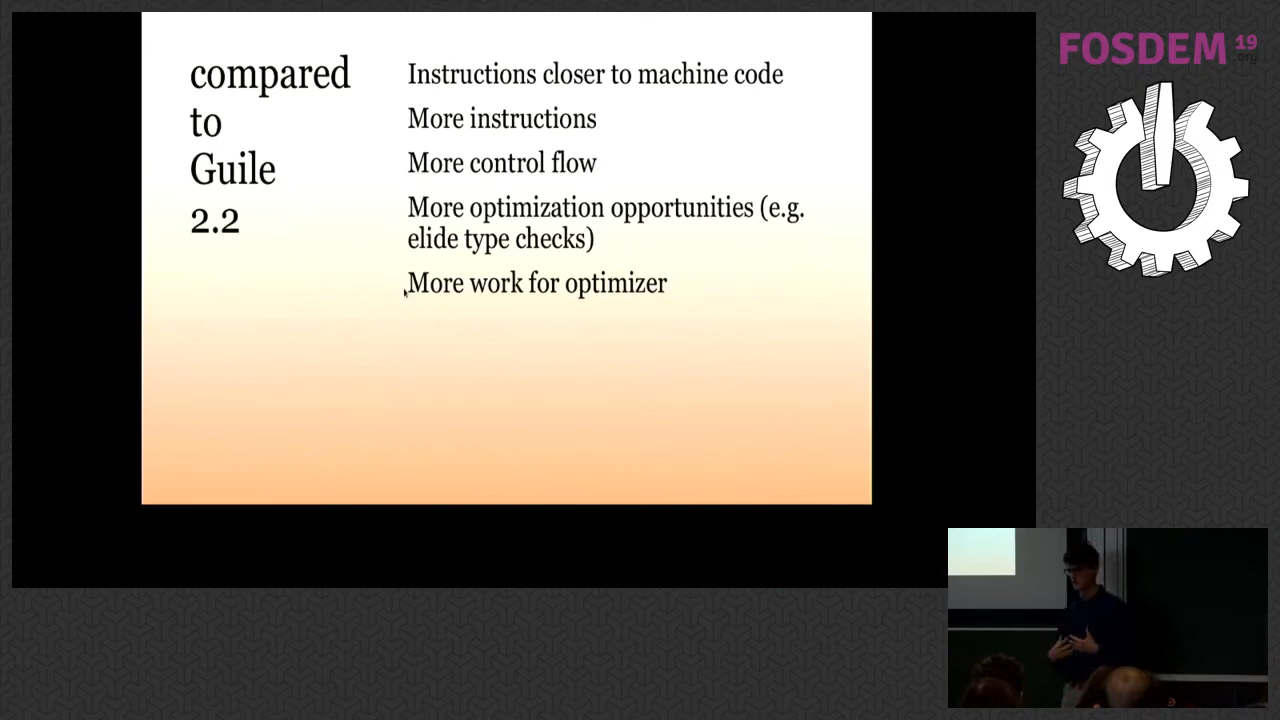 compared
to
Guile
2.2
Instructions closer to machine code
More instructions
More control flow
More optimization opportunities (e.g.
elide type checks)
More work for optimizer
FOSDEM 19
.org